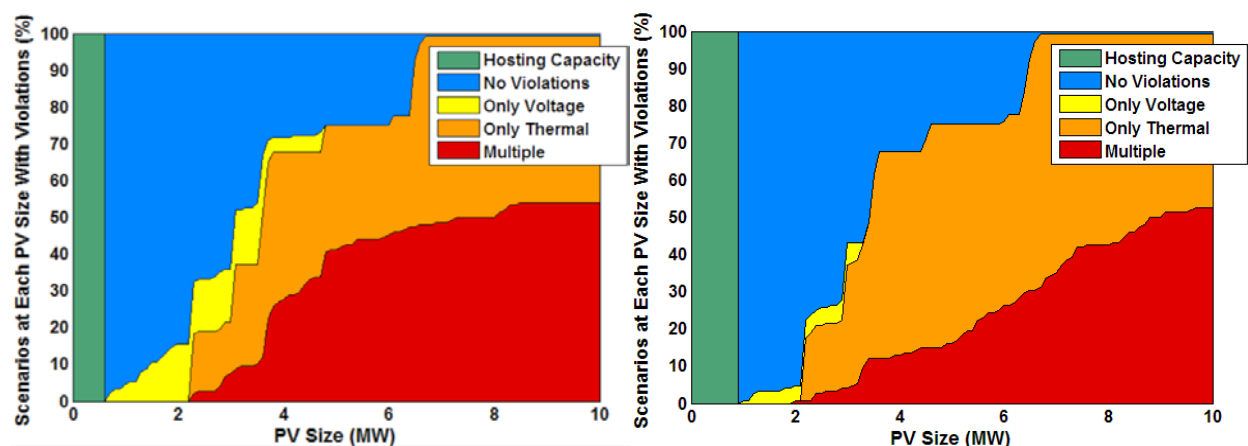 Scenarios at Each PV Size With Violations (%)
100
90
80
70
60
50
40
30
20
10
0
Hosting Capacity
No Violations
Only Voltage
Only Thermal
Multiple
0 2 4 6 8 10
PV Size (MW)
Scenarios at Each PV Size With Violations (%)
100
90
80
70
60
50
40
30
20
10
0
Hosting Capacity
No Violations
Only Voltage
Only Thermal
Multiple
0 2 4 6 8 10
PV Size (MW)